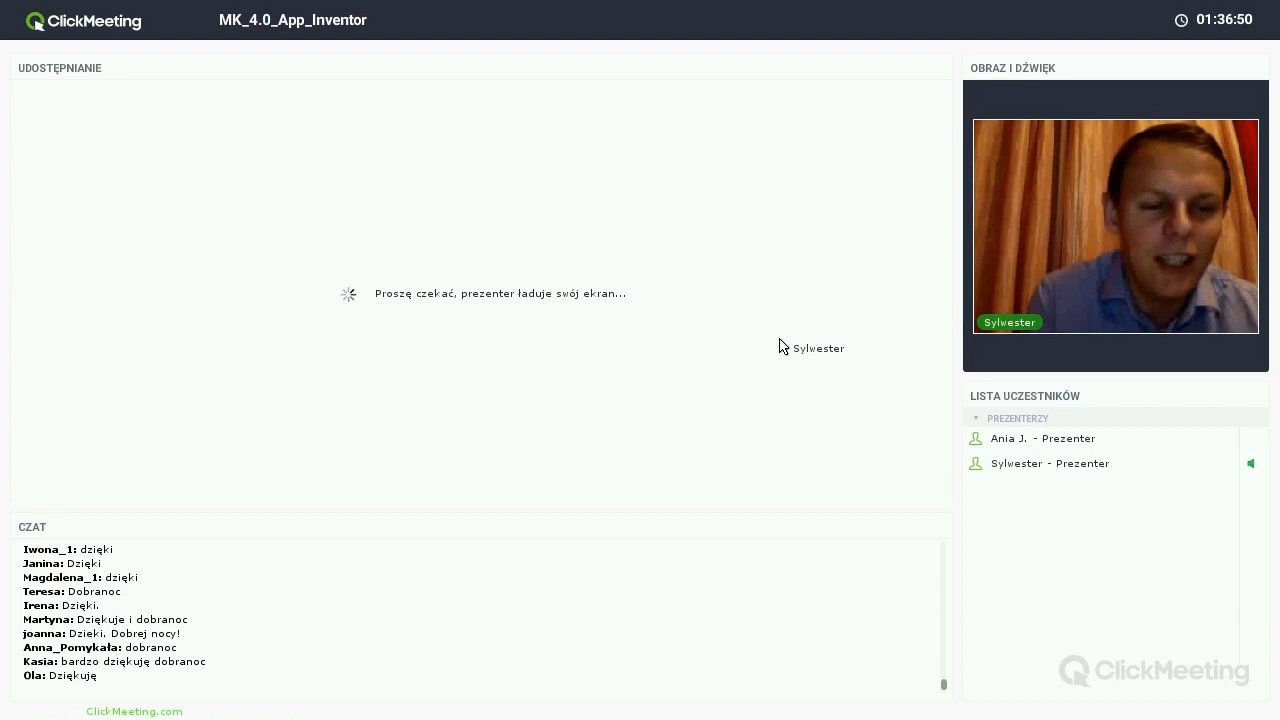 ClickMeeting
MK_4.0_App_Inventor
01:36:50
UDOSTĘPNIANIE
Proszę czekać, prezenter ładuje swój ekran...
Sylwester
OBRAZ I DŹWIĘK
Sylwester
LISTA UCZESTNIKÓW
PREZENTERZY
Ania J. - Prezenter
Sylwester - Prezenter
CZAT
Iwona_1: dzięki
Janina: Dzięki
Magdalena_1: dzięki
Teresa: Dobranoc
Irena: Dzięki.
Martyna: Dziękuje i dobranoc
joanna: Dzieki. Dobrej nocy!
Anna_Pomykała: dobranoc
Kasia: bardzo dziękuję dobranoc
Ola: Dziękuję
ClickMeeting
ClickMeeting.com